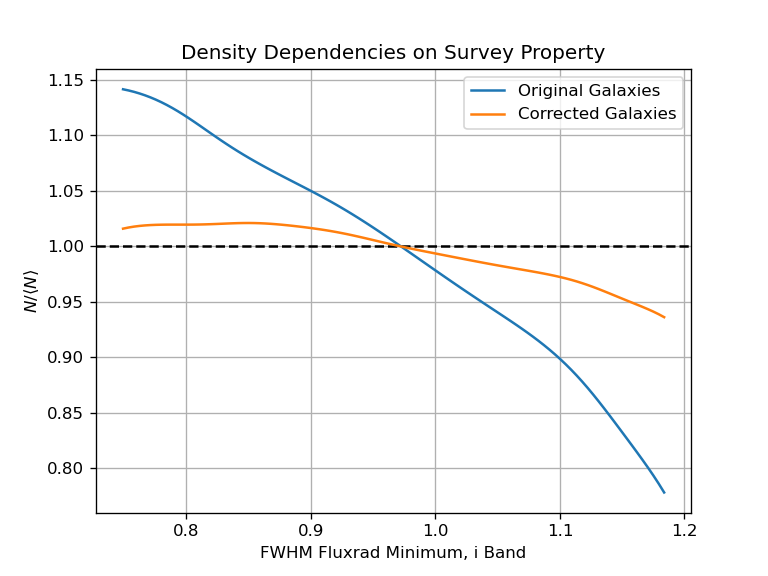 Density Dependencies on Survey Property
Original Galaxies
Corrected Galaxies
1.15
1.10
1.05
1.00
0.95
0.90
0.85
0.80
N/⟨N⟩
0.8 0.9 1.0 1.1 1.2
FWHM Fluxrad Minimum, i Band